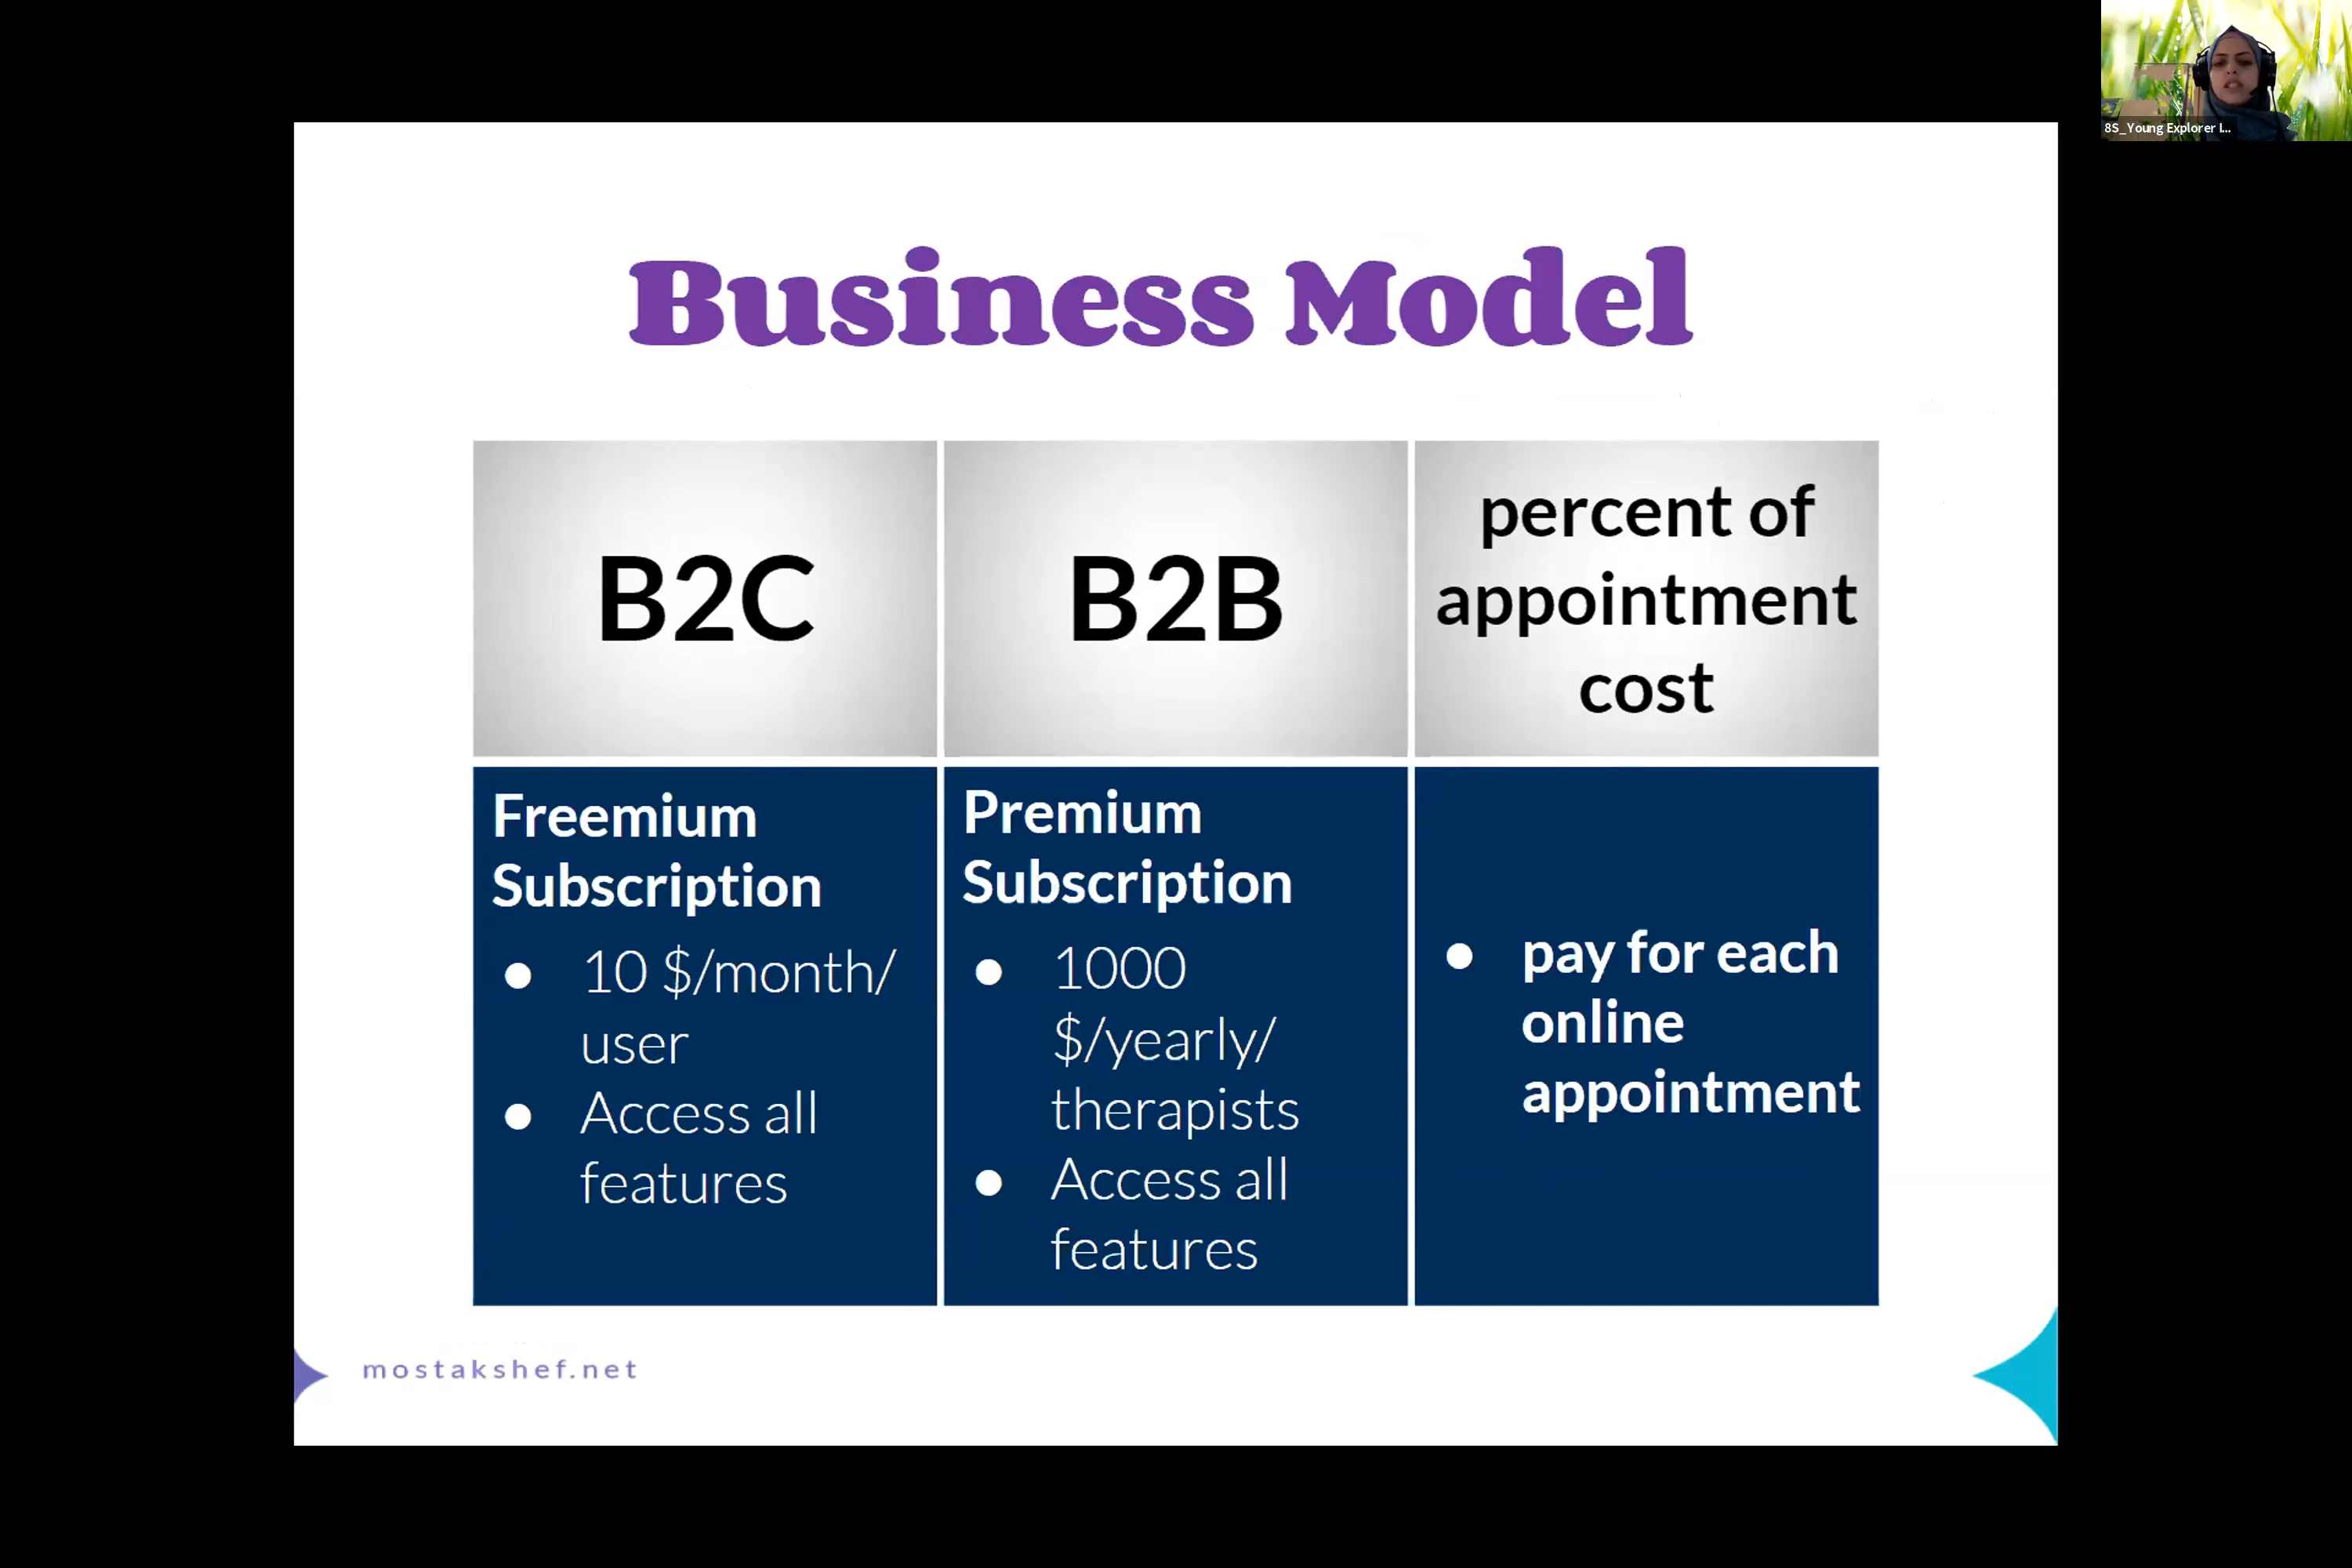 8S_Young Explorer I...
Business Model
B2C
B2B
percent of
appointment
cost
Freemium
Subscription
● 10 $/month/
user
● Access all
features
Premium
Subscription
● 1000
$/yearly/
therapists
● Access all
features
● pay for each
online
appointment
mostakshef.net